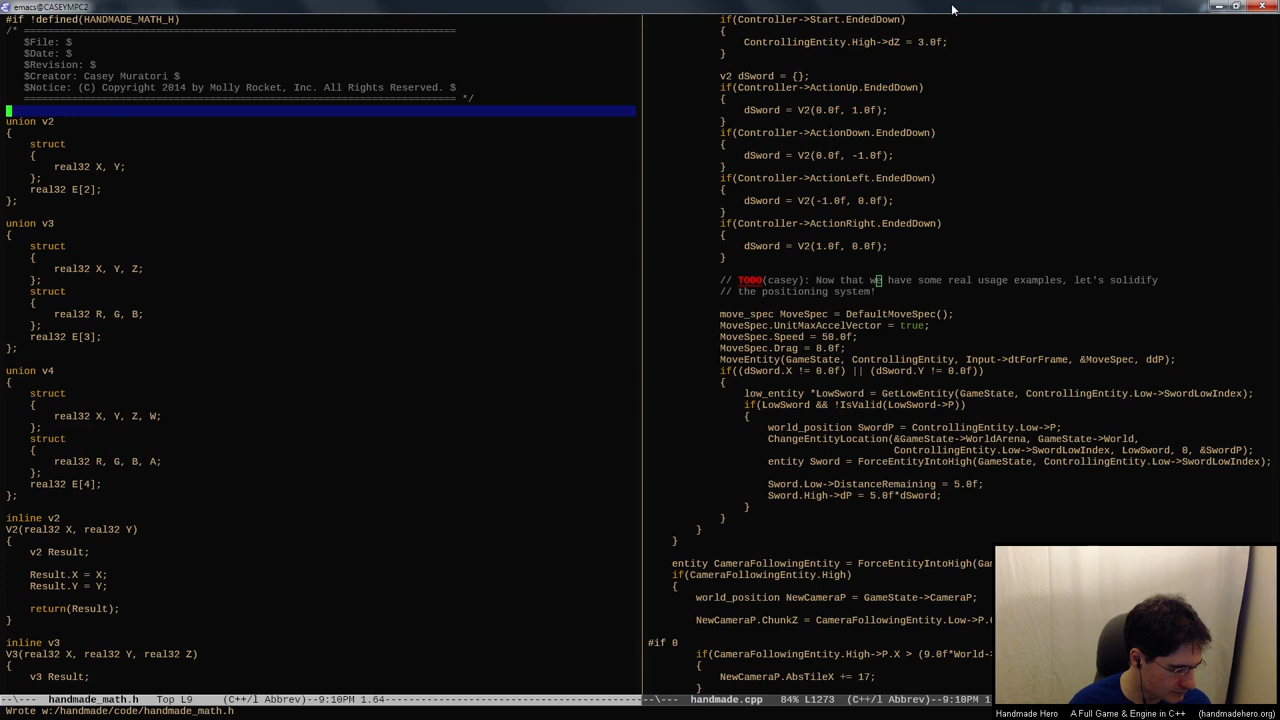 emacs@CASEYMPC2
#if !defined(HANDMADE_MATH_H)
/* ========================================================================
   $File: $
   $Date: $
   $Revision: $
   $Creator: Casey Muratori $
   $Notice: (C) Copyright 2014 by Molly Rocket, Inc. All Rights Reserved. $
   ======================================================================== */
union v2
{
    struct
    {
        real32 X, Y;
    };
    real32 E[2];
};
union v3
{
    struct
    {
        real32 X, Y, Z;
    };
    struct
    {
        real32 R, G, B;
    };
    real32 E[3];
};
union v4
{
    struct
    {
        real32 X, Y, Z, W;
    };
    struct
    {
        real32 R, G, B, A;
    };
    real32 E[4];
};
inline v2
V2(real32 X, real32 Y)
{
    v2 Result;
    Result.X = X;
    Result.Y = Y;
    return(Result);
}
inline v3
V3(real32 X, real32 Y, real32 Z)
{
    v3 Result;
--\---  handmade_math.h    Top L9     (C++/l Abbrev)--9:10PM 1.64
Wrote w:/handmade/code/handmade_math.h
            if(Controller->Start.EndedDown)
            {
                ControllingEntity.High->dZ = 3.0f;
            }
            v2 dSword = {};
            if(Controller->ActionUp.EndedDown)
            {
                dSword = V2(0.0f, 1.0f);
            }
            if(Controller->ActionDown.EndedDown)
            {
                dSword = V2(0.0f, -1.0f);
            }
            if(Controller->ActionLeft.EndedDown)
            {
                dSword = V2(-1.0f, 0.0f);
            }
            if(Controller->ActionRight.EndedDown)
            {
                dSword = V2(1.0f, 0.0f);
            }
            // TODO(casey): Now that we have some real usage examples, let's solidify
            // the positioning system!
            move_spec MoveSpec = DefaultMoveSpec();
            MoveSpec.UnitMaxAccelVector = true;
            MoveSpec.Speed = 50.0f;
            MoveSpec.Drag = 8.0f;
            MoveEntity(GameState, ControllingEntity, Input->dtForFrame, &MoveSpec, ddP);
            if((dSword.X != 0.0f) || (dSword.Y != 0.0f))
            {
                low_entity *LowSword = GetLowEntity(GameState, ControllingEntity.Low->SwordLowIndex);
                if(LowSword && !IsValid(LowSword->P))
                {
                    world_position SwordP = ControllingEntity.Low->P;
                    ChangeEntityLocation(&GameState->WorldArena, GameState->World,
                                         ControllingEntity.Low->SwordLowIndex, LowSword, 0, &SwordP);
                    entity Sword = ForceEntityIntoHigh(GameState, ControllingEntity.Low->SwordLowIndex);
                    Sword.Low->DistanceRemaining = 5.0f;
                    Sword.High->dP = 5.0f*dSword;
                }
            }
        }
    }
    entity CameraFollowingEntity = ForceEntityIntoHigh(
    if(CameraFollowingEntity.High)
    {
        world_position NewCameraP = GameState->CameraP;
        NewCameraP.ChunkZ = CameraFollowingEntity.Low->P.
#if 0
        if(CameraFollowingEntity.High->P.X > (9.0f*World-
        {
            NewCameraP.AbsTileX += 17;
        }
--\---  handmade.cpp    84% L1273  (C++/l Abbrev)--9:10PM 1
Handmade Hero    A Full Game & Engine in C++    (handmadehero.org)